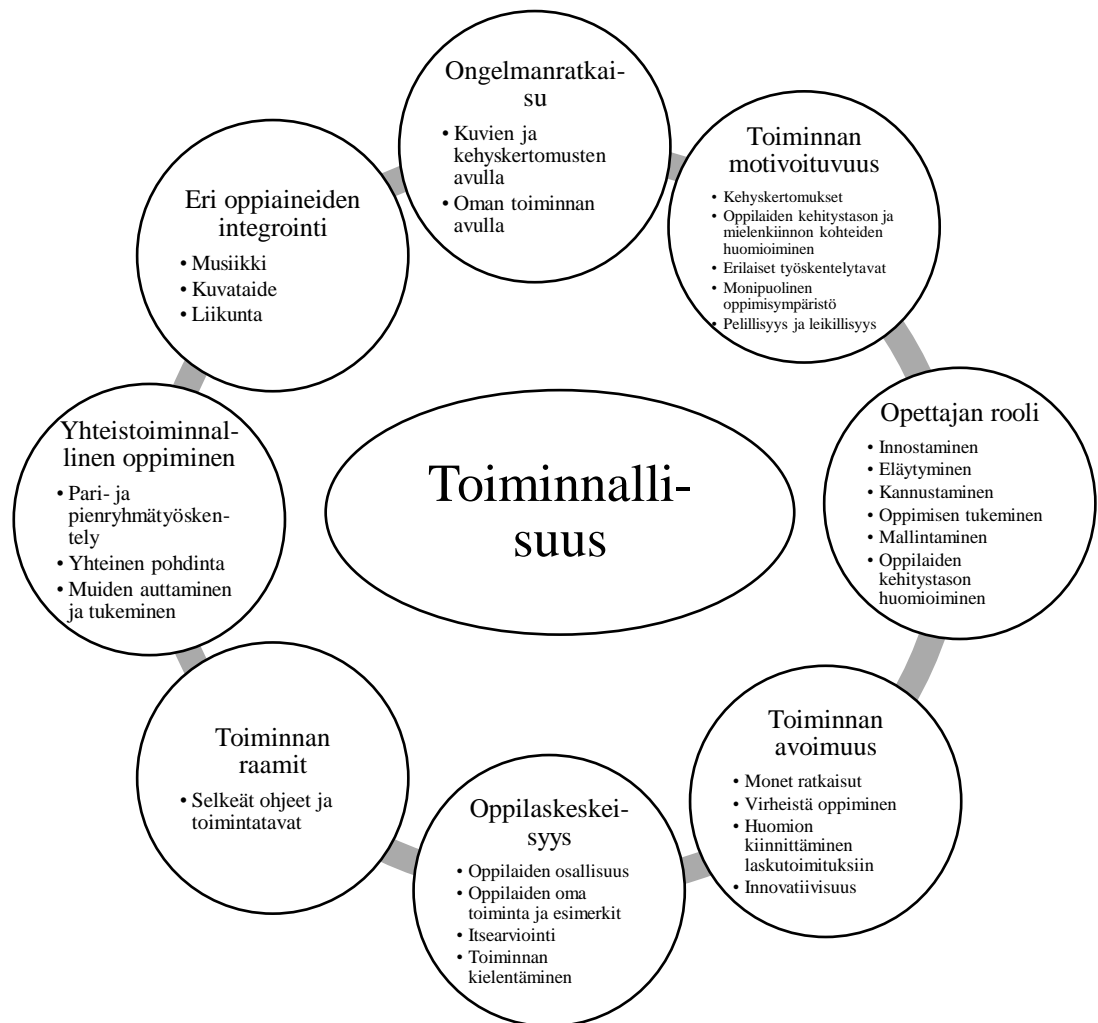 Ongelmanratkai-
su
• Kuvien ja
kehyskertomusten
avulla
• Oman toiminnan
avulla
Toiminnan
motivoituvuus
• Kehyskertomukset
• Oppilaiden kehitystason ja
mielenkiinnon kohteiden
huomioiminen
• Erilaiset työskentelytavat
• Monipuolinen
oppimisympäristö
• Pelillisyys ja leikillisyys
Opettajan rooli
• Innostaminen
• Eläytyminen
• Kannustaminen
• Oppimisen tukeminen
• Mallintaminen
• Oppilaiden
kehitystason
huomioiminen
Toiminnan
avoimuus
• Monet ratkaisut
• Virheistä oppiminen
• Huomion
kiinnittäminen
laskutoimituksiin
• Innovatiivisuus
Oppilaskeskei-
syys
• Oppilaiden osallisuus
• Oppilaiden oma
toiminta ja esimerkit
• Itsearviointi
• Toiminnan
kielentäminen
Toiminnan
raamit
• Selkeät ohjeet ja
toimintatavat
Yhteistoiminnal-
linen oppiminen
• Pari- ja
pienryhmätyösken-
tely
• Yhteinen pohdinta
• Muiden auttaminen
ja tukeminen
Eri oppiaineiden
integrointi
• Musiikki
• Kuvataide
• Liikunta
Toiminnalli-
suus